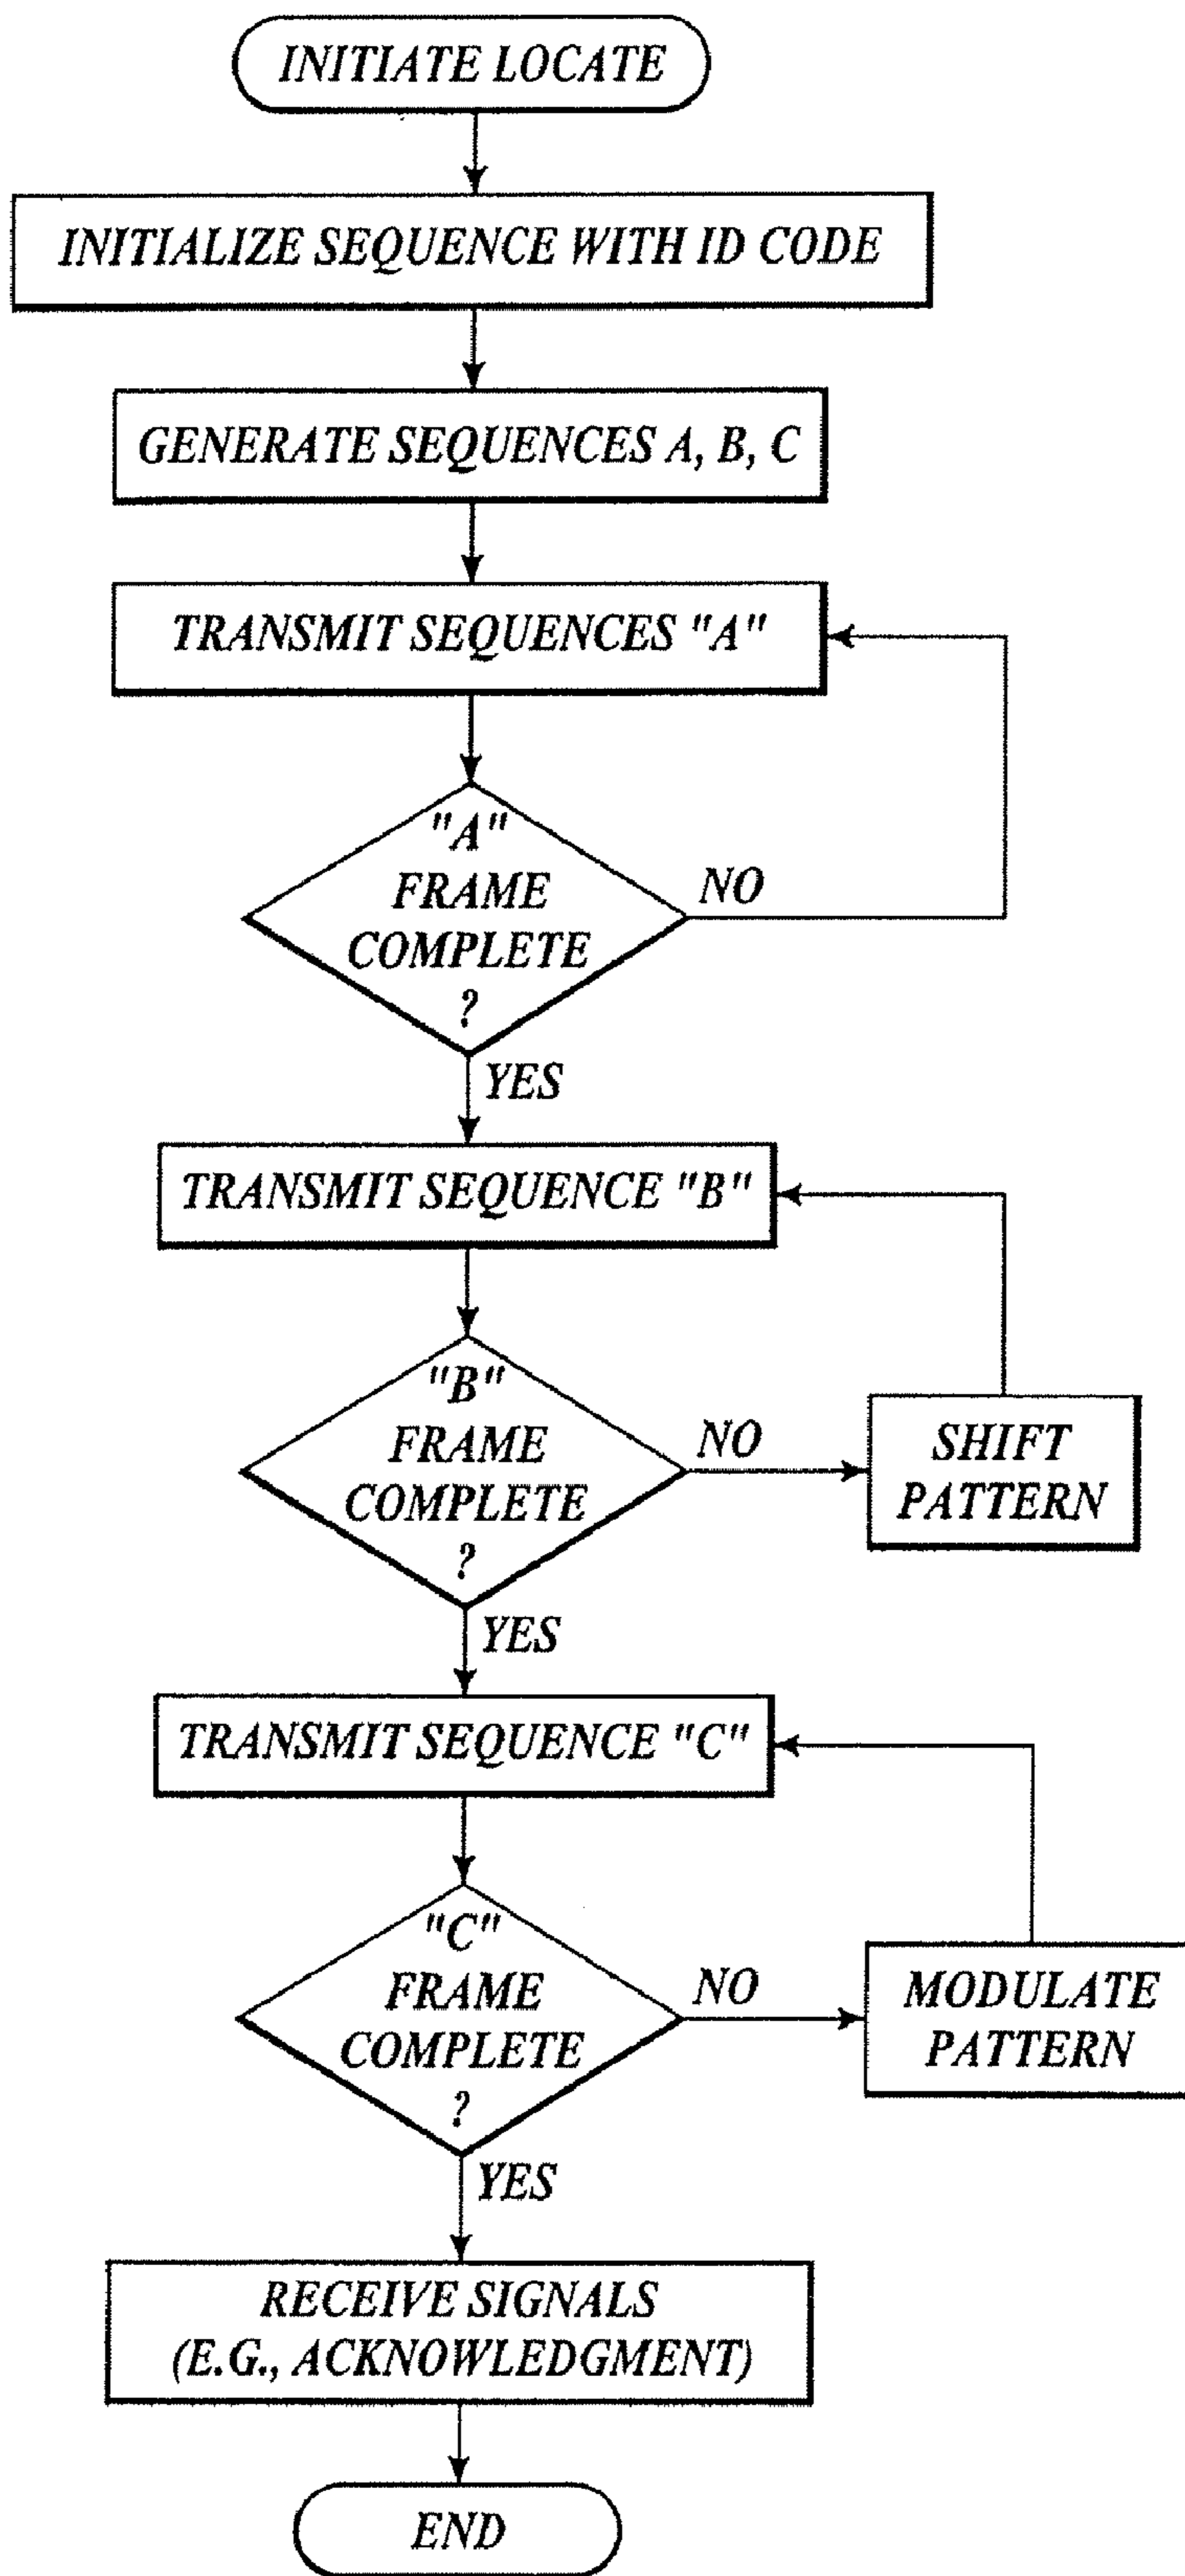 INITIATE LOCATE
INITIALIZE SEQUENCE WITH ID CODE
GENERATE SEQUENCES A, B, C
TRANSMIT SEQUENCES "A"
"A"
FRAME
COMPLETE
?
NO
YES
TRANSMIT SEQUENCE "B"
"B"
FRAME
COMPLETE
?
NO
SHIFT
PATTERN
YES
TRANSMIT SEQUENCE "C"
"C"
FRAME
COMPLETE
?
NO
MODULATE
PATTERN
YES
RECEIVE SIGNALS
(E.G., ACKNOWLEDGMENT)
END